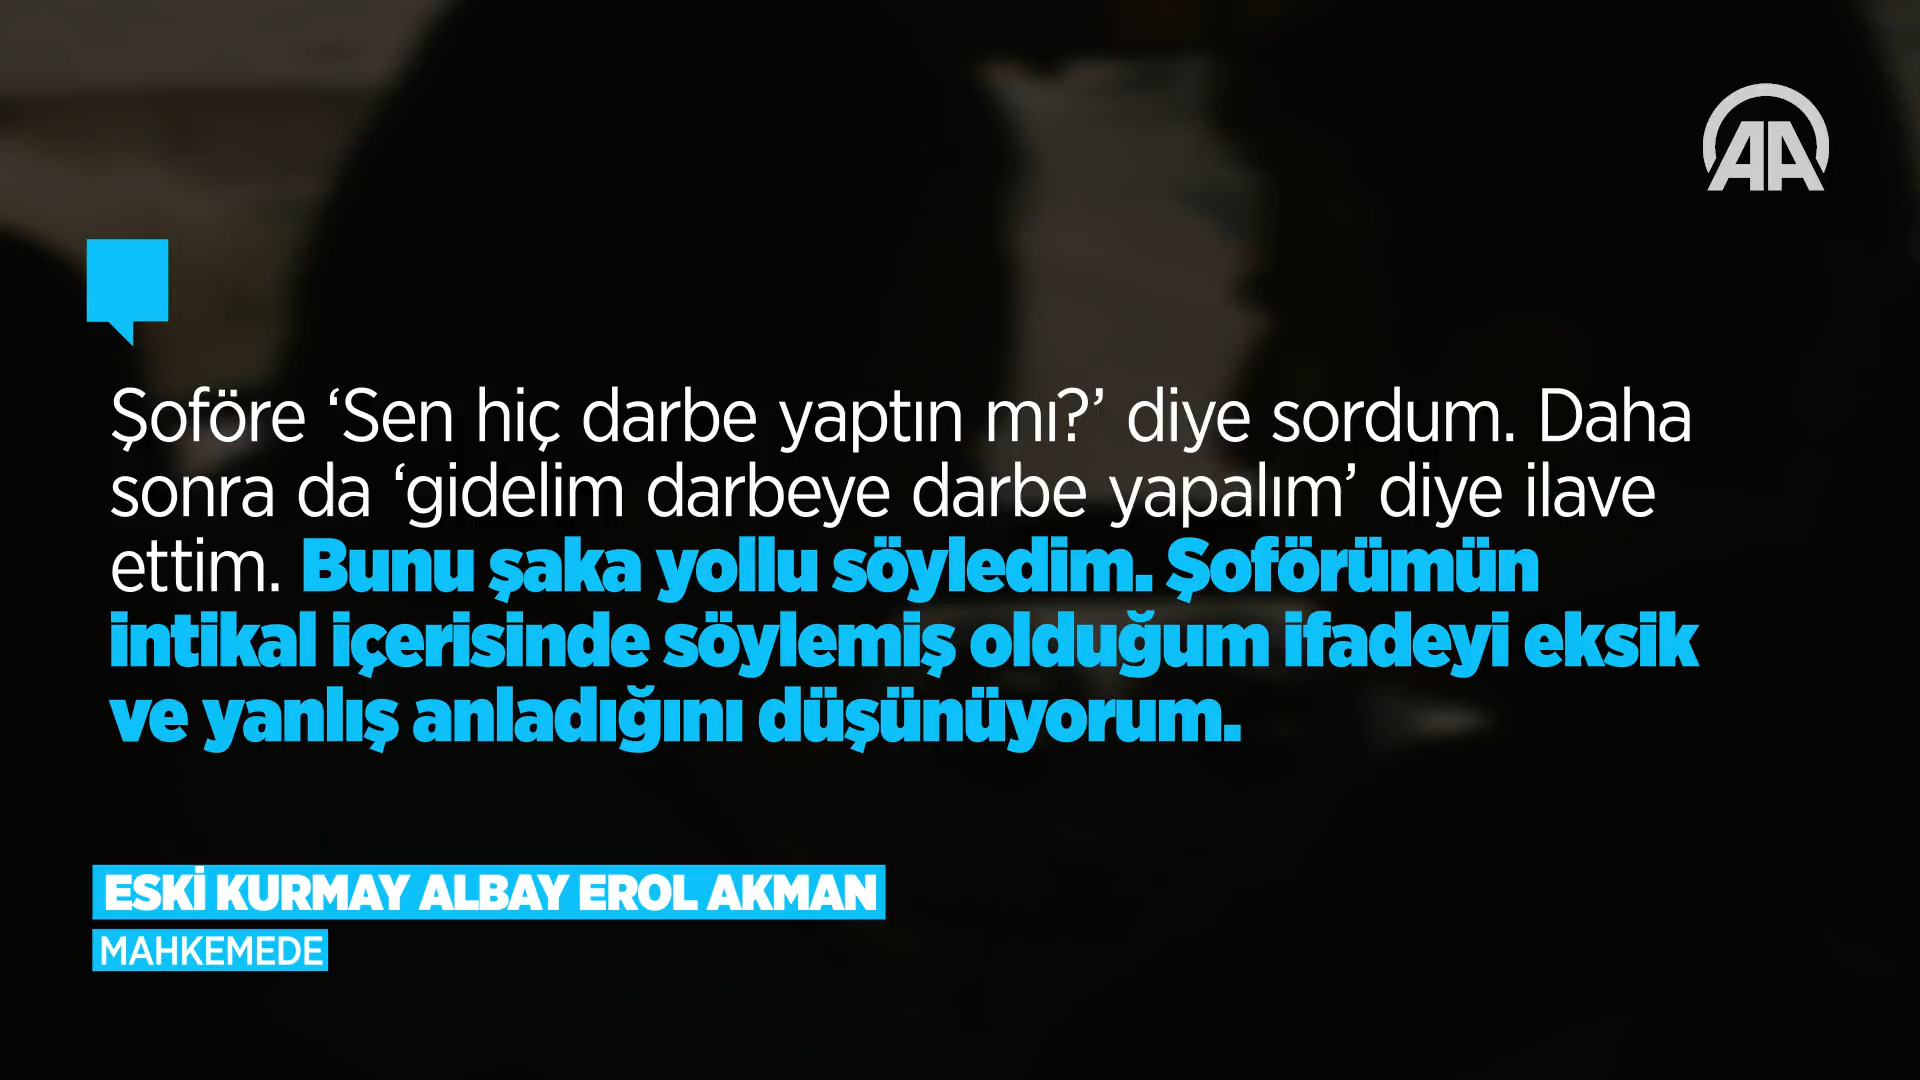 AA
Şoföre ‘Sen hiç darbe yaptın mı?’ diye sordum. Daha
sonra da ‘gidelim darbeye darbe yapalım’ diye ilave
ettim. Bunu şaka yollu söyledim. Şoförümün
intikal içerisinde söylemiş olduğum ifadeyi eksik
ve yanlış anladığını düşünüyorum.
ESKİ KURMAY ALBAY EROL AKMAN
MAHKEMEDE